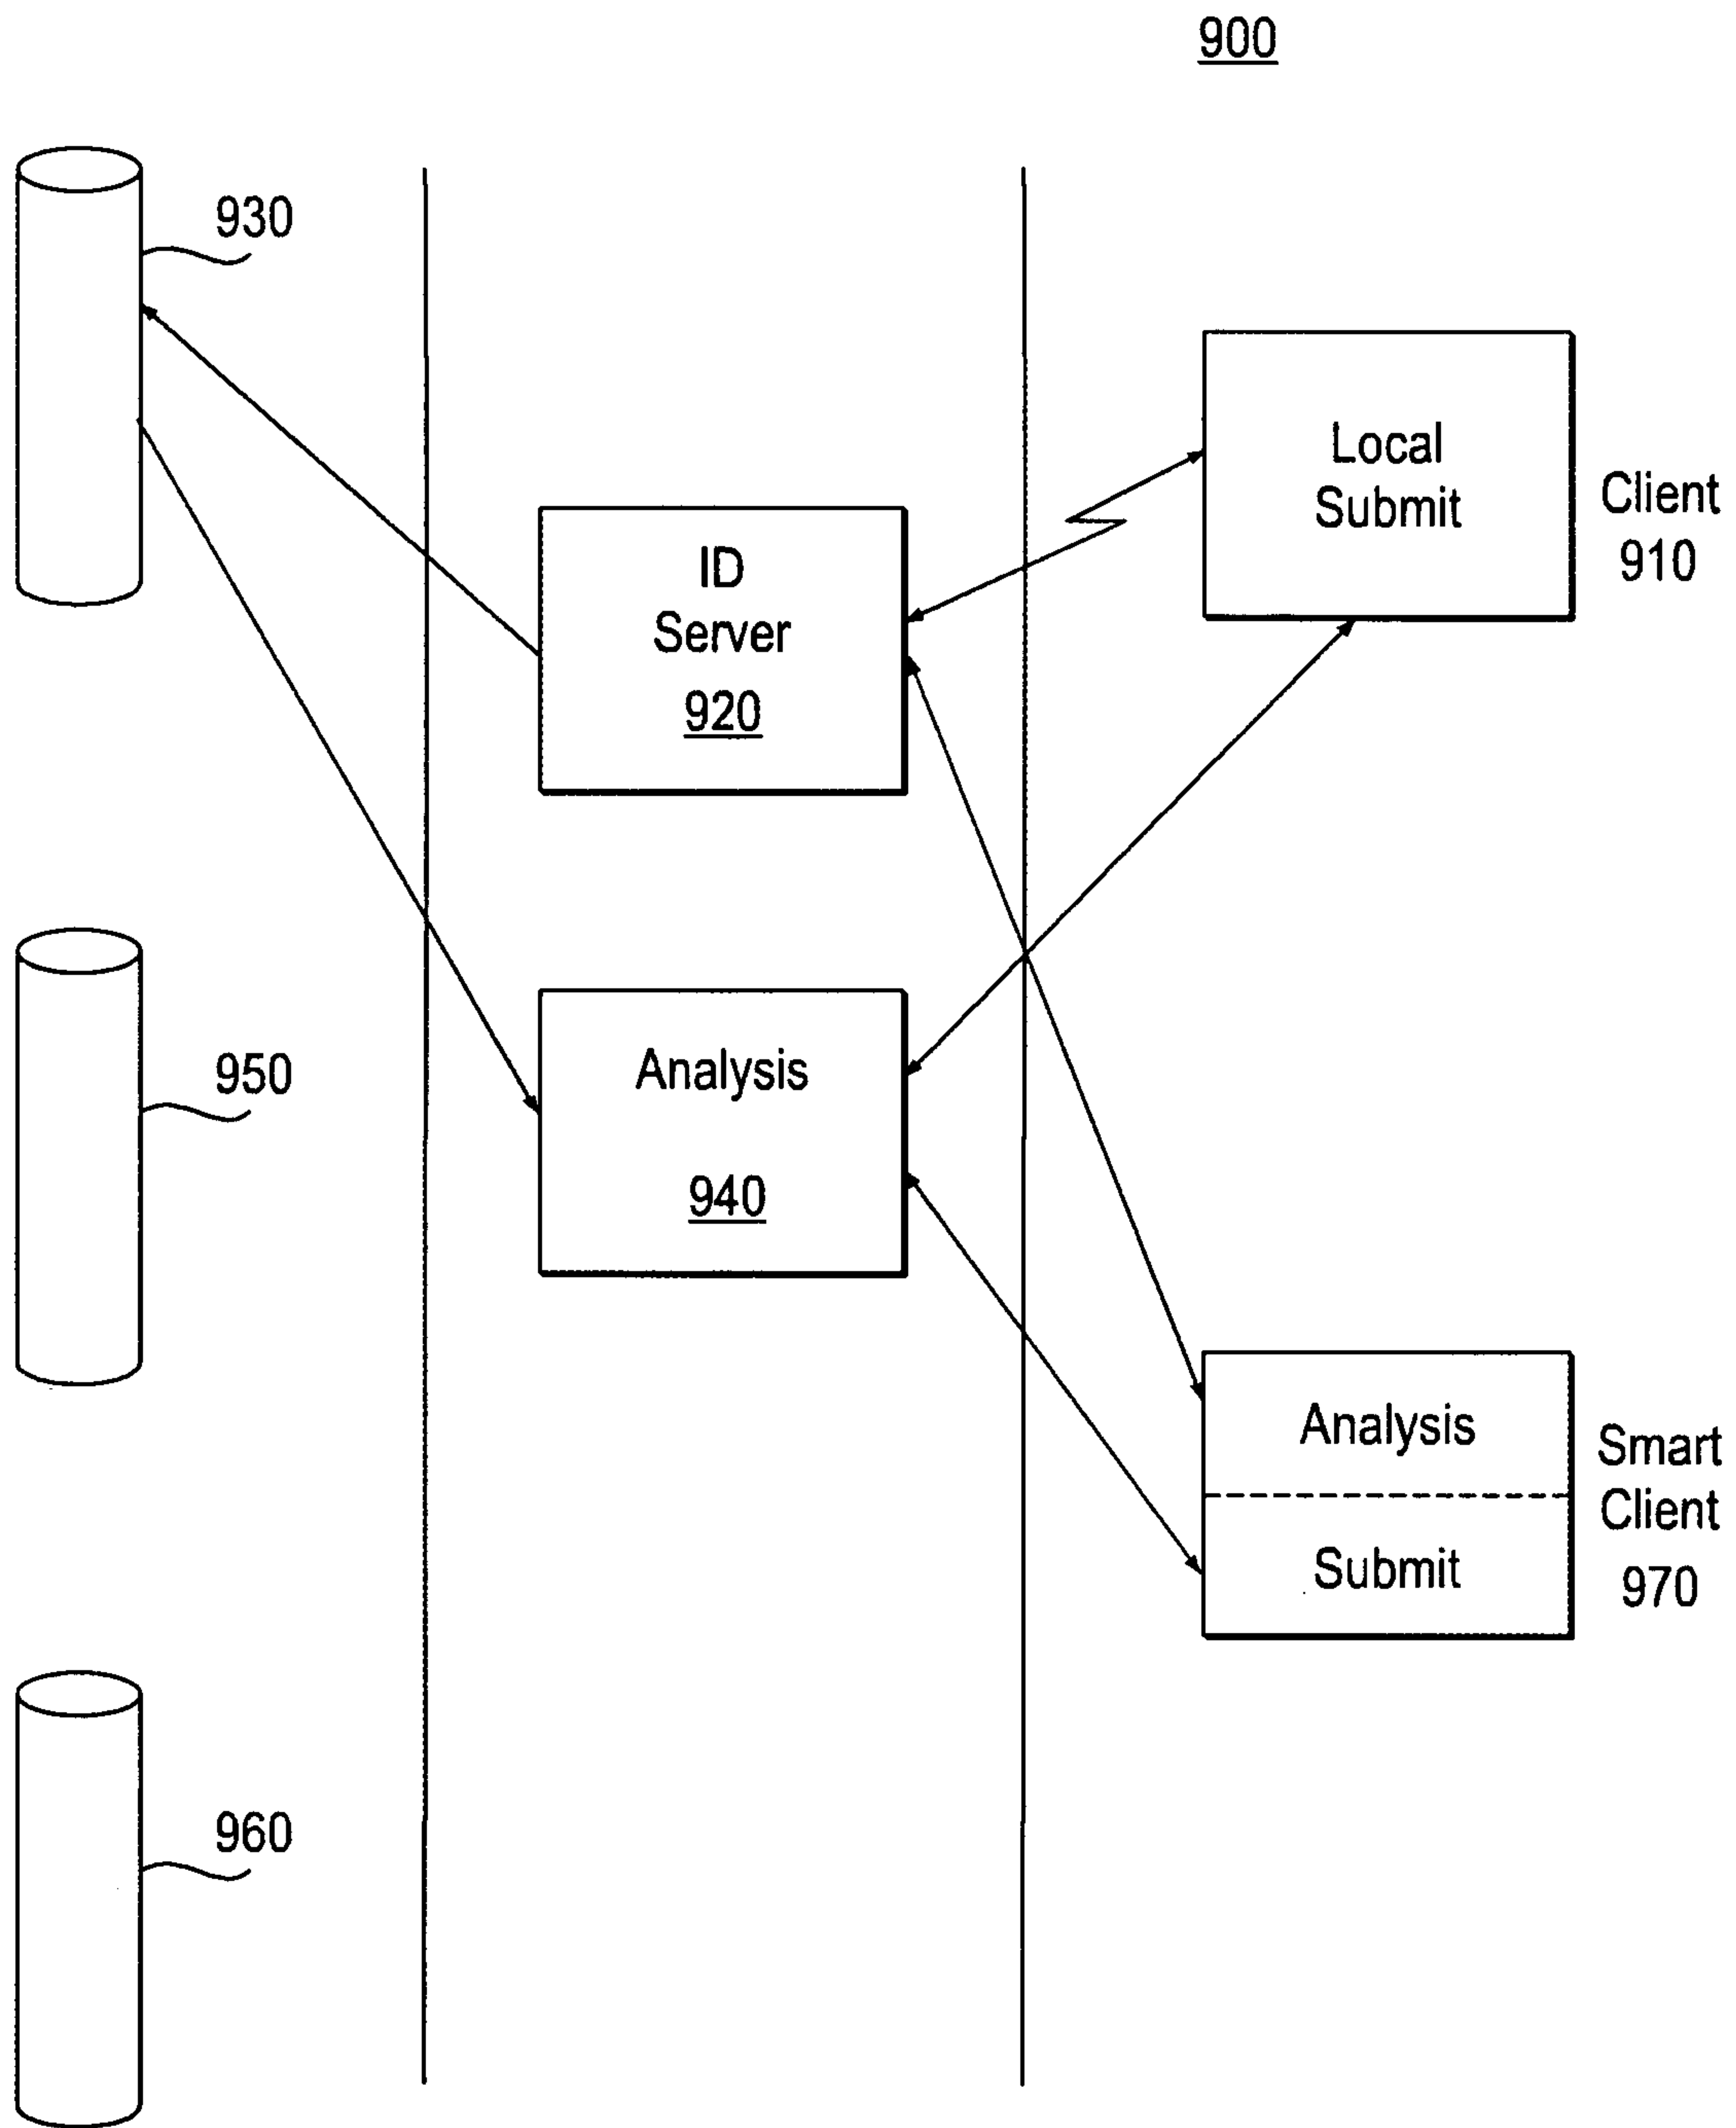 900
930
Local
Submit
Client
910
ID
Server
920
950
Analysis
940
Analysis
Submit
Smart
Client
970
960